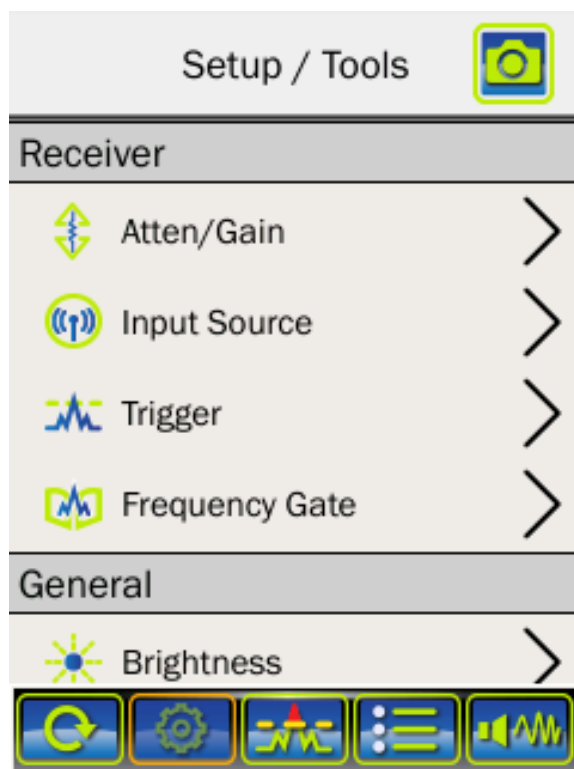 Setup / Tools
Receiver
Atten/Gain
Input Source
Trigger
Frequency Gate
General
Brightness